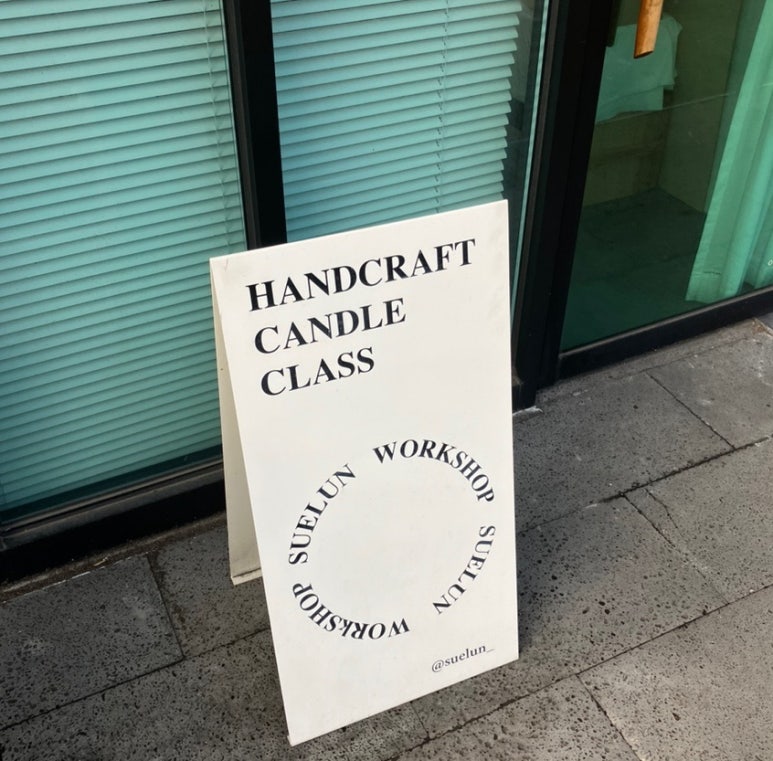 HANDCRAFT
CANDLE
CLASS
SUELUN WORKSHOP SUELUN WORKSHOP
@suelun_